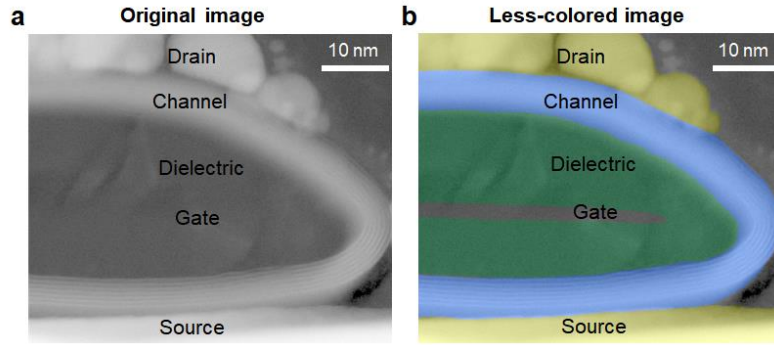 a Original image
10 nm
Drain
Channel
Dielectric
Gate
Source
b Less-colored image
10 nm
Drain
Channel
Dielectric
Gate
Source